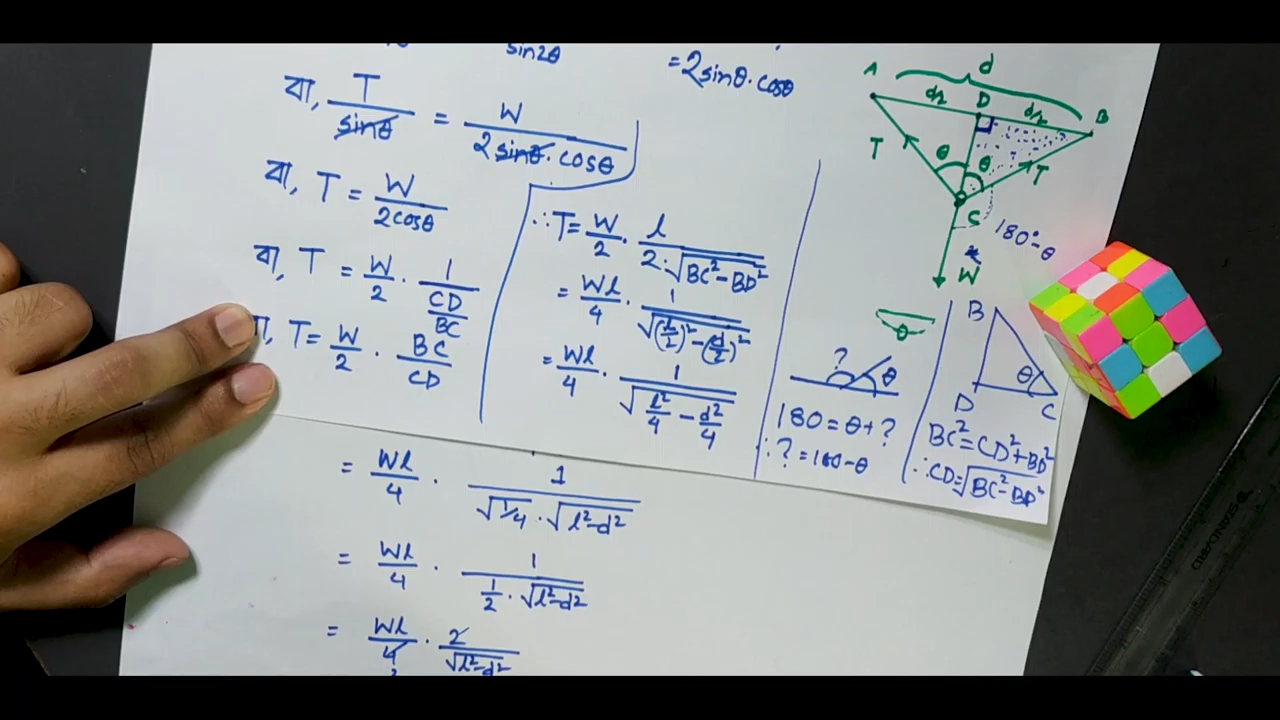 sin2θ
=2sinθ.cosθ
বা, T/sinθ = W/2 sinθ. cosθ
বা, T = W/2cosθ
বা, T = W/2 . 1/(CD/BC)
বা, T = W/2 . BC/CD
∴T = W/2 . l/2.√BC²−BD²
= Wl/4 . 1/√(l/2)²−(d/2)²
= Wl/4 . 1/√l²/4 − d²/4
= Wl/4 . 1/√1/4 . √l²−d²
= Wl/4 . 1/½ . √l²−d²
= Wl/4 . 2/√l²−d²
d
A d/2 D d/2 B
T θ θ T
C
180°−θ
W
θ
? θ
180 = θ + ?
∴ ? = 180−θ
B
θ
D C
BC² = CD² + BD²
∴CD=√BC²−BD²